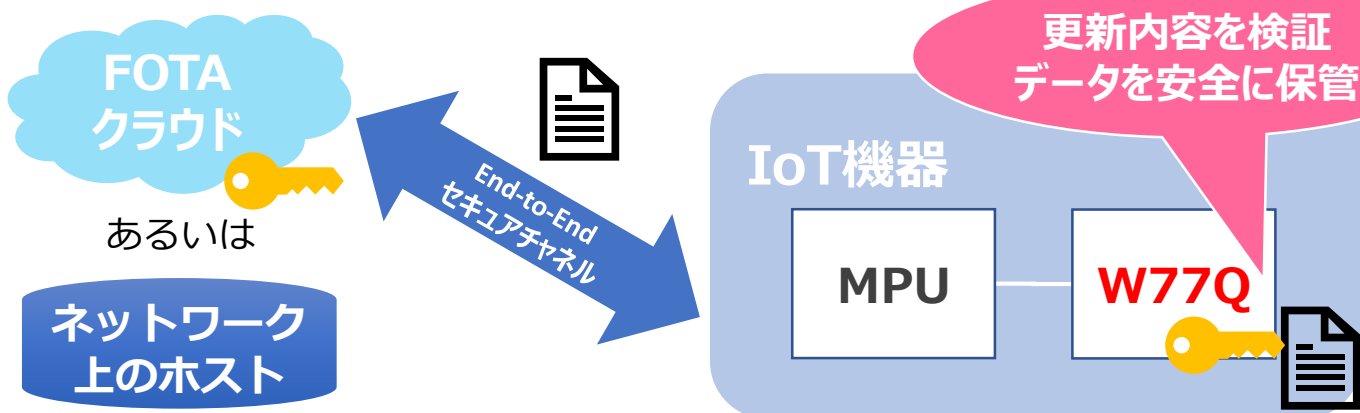 FOTA
クラウド
あるいは
ネットワーク
上のホスト
End-to-End
セキュアチャネル
更新内容を検証
データを安全に保管
IoT機器
MPU
W77Q